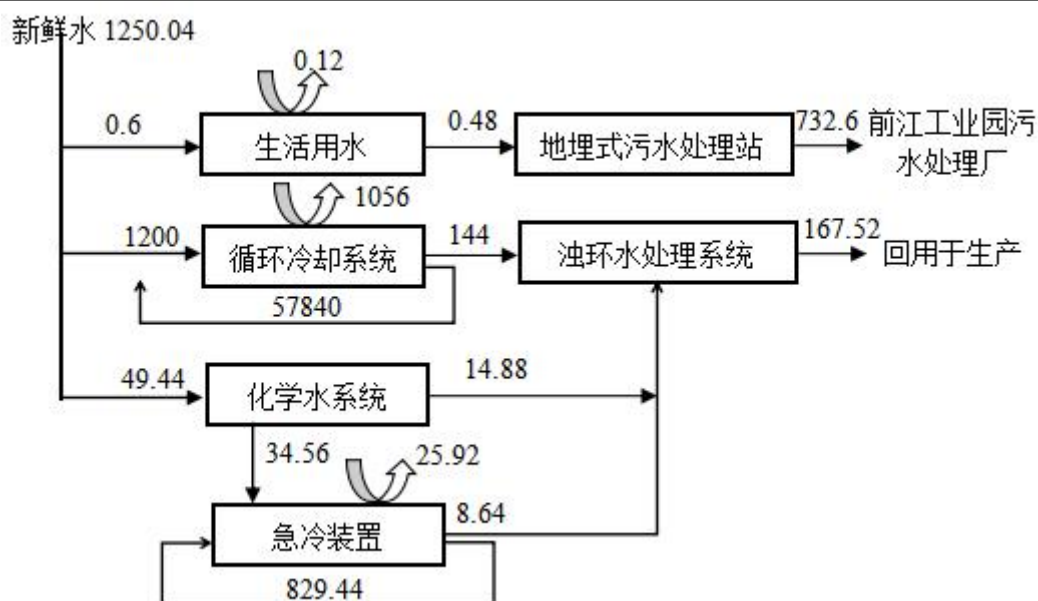 新鲜水 1250.04
0.12
0.6
生活用水
0.48
地埋式污水处理站
732.6
前江工业园污
水处理厂
1056
1200
循环冷却系统
144
浊环水处理系统
167.52
回用于生产
57840
49.44
化学水系统
14.88
34.56
25.92
急冷装置
8.64
829.44